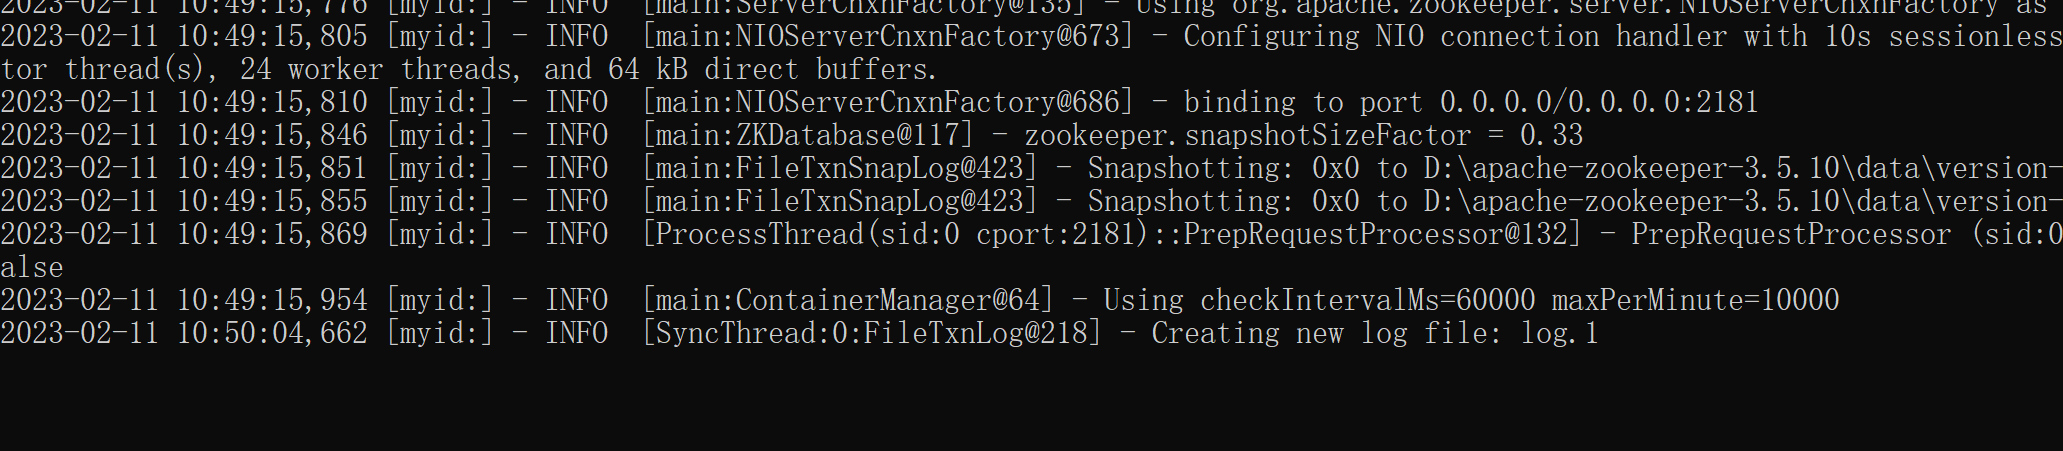 2023-02-11 10:49:15,776 [myid:] - INFO  [main:ServerCnxnFactory@135] - Using org.apache.zookeeper.server.NIOServerCnxnFactory as
2023-02-11 10:49:15,805 [myid:] - INFO  [main:NIOServerCnxnFactory@673] - Configuring NIO connection handler with 10s sessionless
tor thread(s), 24 worker threads, and 64 kB direct buffers.
2023-02-11 10:49:15,810 [myid:] - INFO  [main:NIOServerCnxnFactory@686] - binding to port 0.0.0.0/0.0.0.0:2181
2023-02-11 10:49:15,846 [myid:] - INFO  [main:ZKDatabase@117] - zookeeper.snapshotSizeFactor = 0.33
2023-02-11 10:49:15,851 [myid:] - INFO  [main:FileTxnSnapLog@423] - Snapshotting: 0x0 to D:\apache-zookeeper-3.5.10\data\version-
2023-02-11 10:49:15,855 [myid:] - INFO  [main:FileTxnSnapLog@423] - Snapshotting: 0x0 to D:\apache-zookeeper-3.5.10\data\version-
2023-02-11 10:49:15,869 [myid:] - INFO  [ProcessThread(sid:0 cport:2181)::PrepRequestProcessor@132] - PrepRequestProcessor (sid:0
alse
2023-02-11 10:49:15,954 [myid:] - INFO  [main:ContainerManager@64] - Using checkIntervalMs=60000 maxPerMinute=10000
2023-02-11 10:50:04,662 [myid:] - INFO  [SyncThread:0:FileTxnLog@218] - Creating new log file: log.1